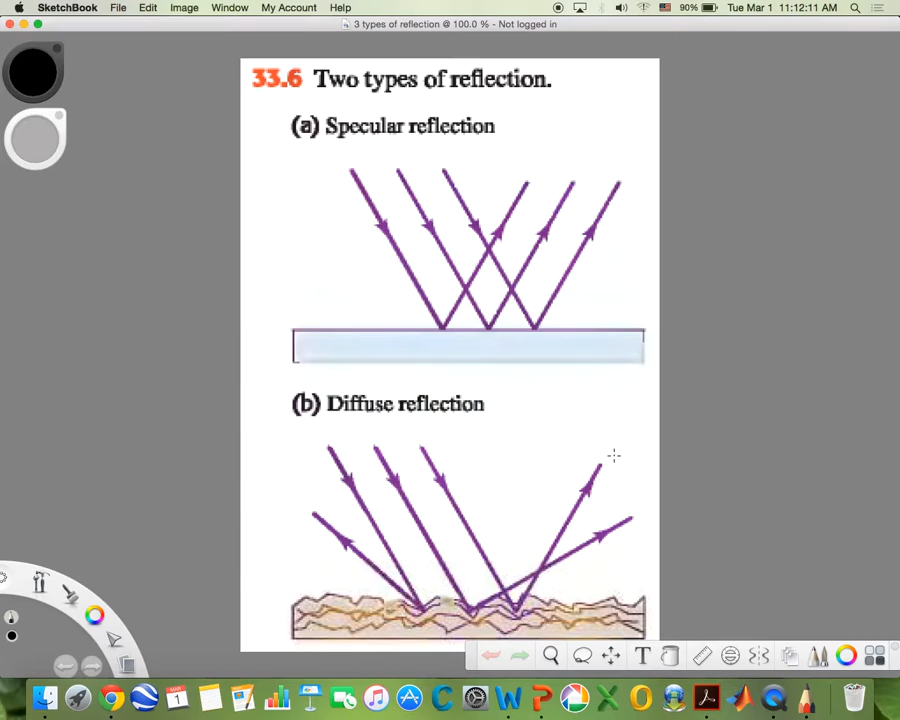 SketchBook File Edit Image Window My Account Help 90% Tue Mar 1 11:12:11 AM
3 types of reflection @ 100.0 % - Not logged in
33.6 Two types of reflection.
(a) Specular reflection
(b) Diffuse reflection